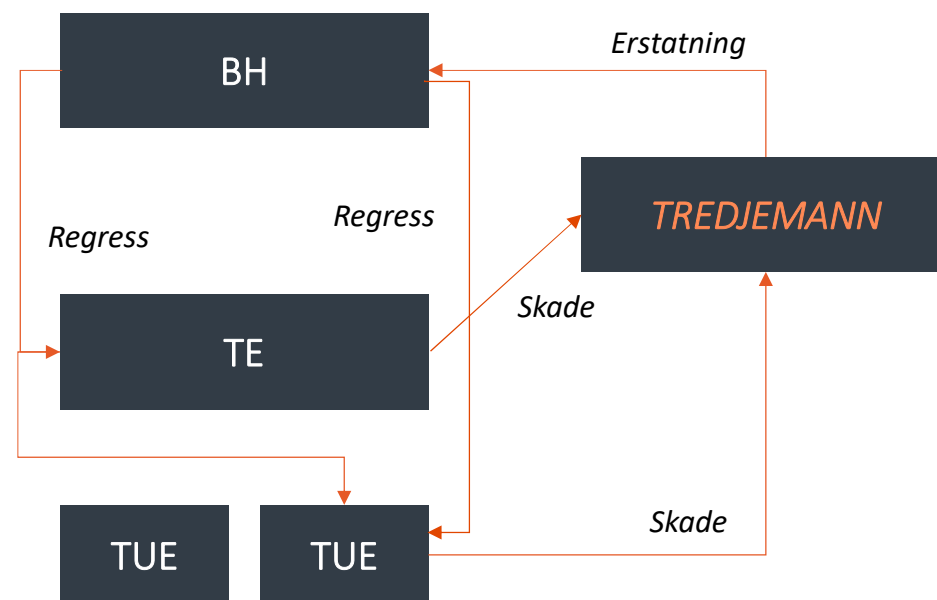 Erstatning
BH
TREDJEMANN
Regress
Regress
Skade
TE
Skade
TUE
TUE